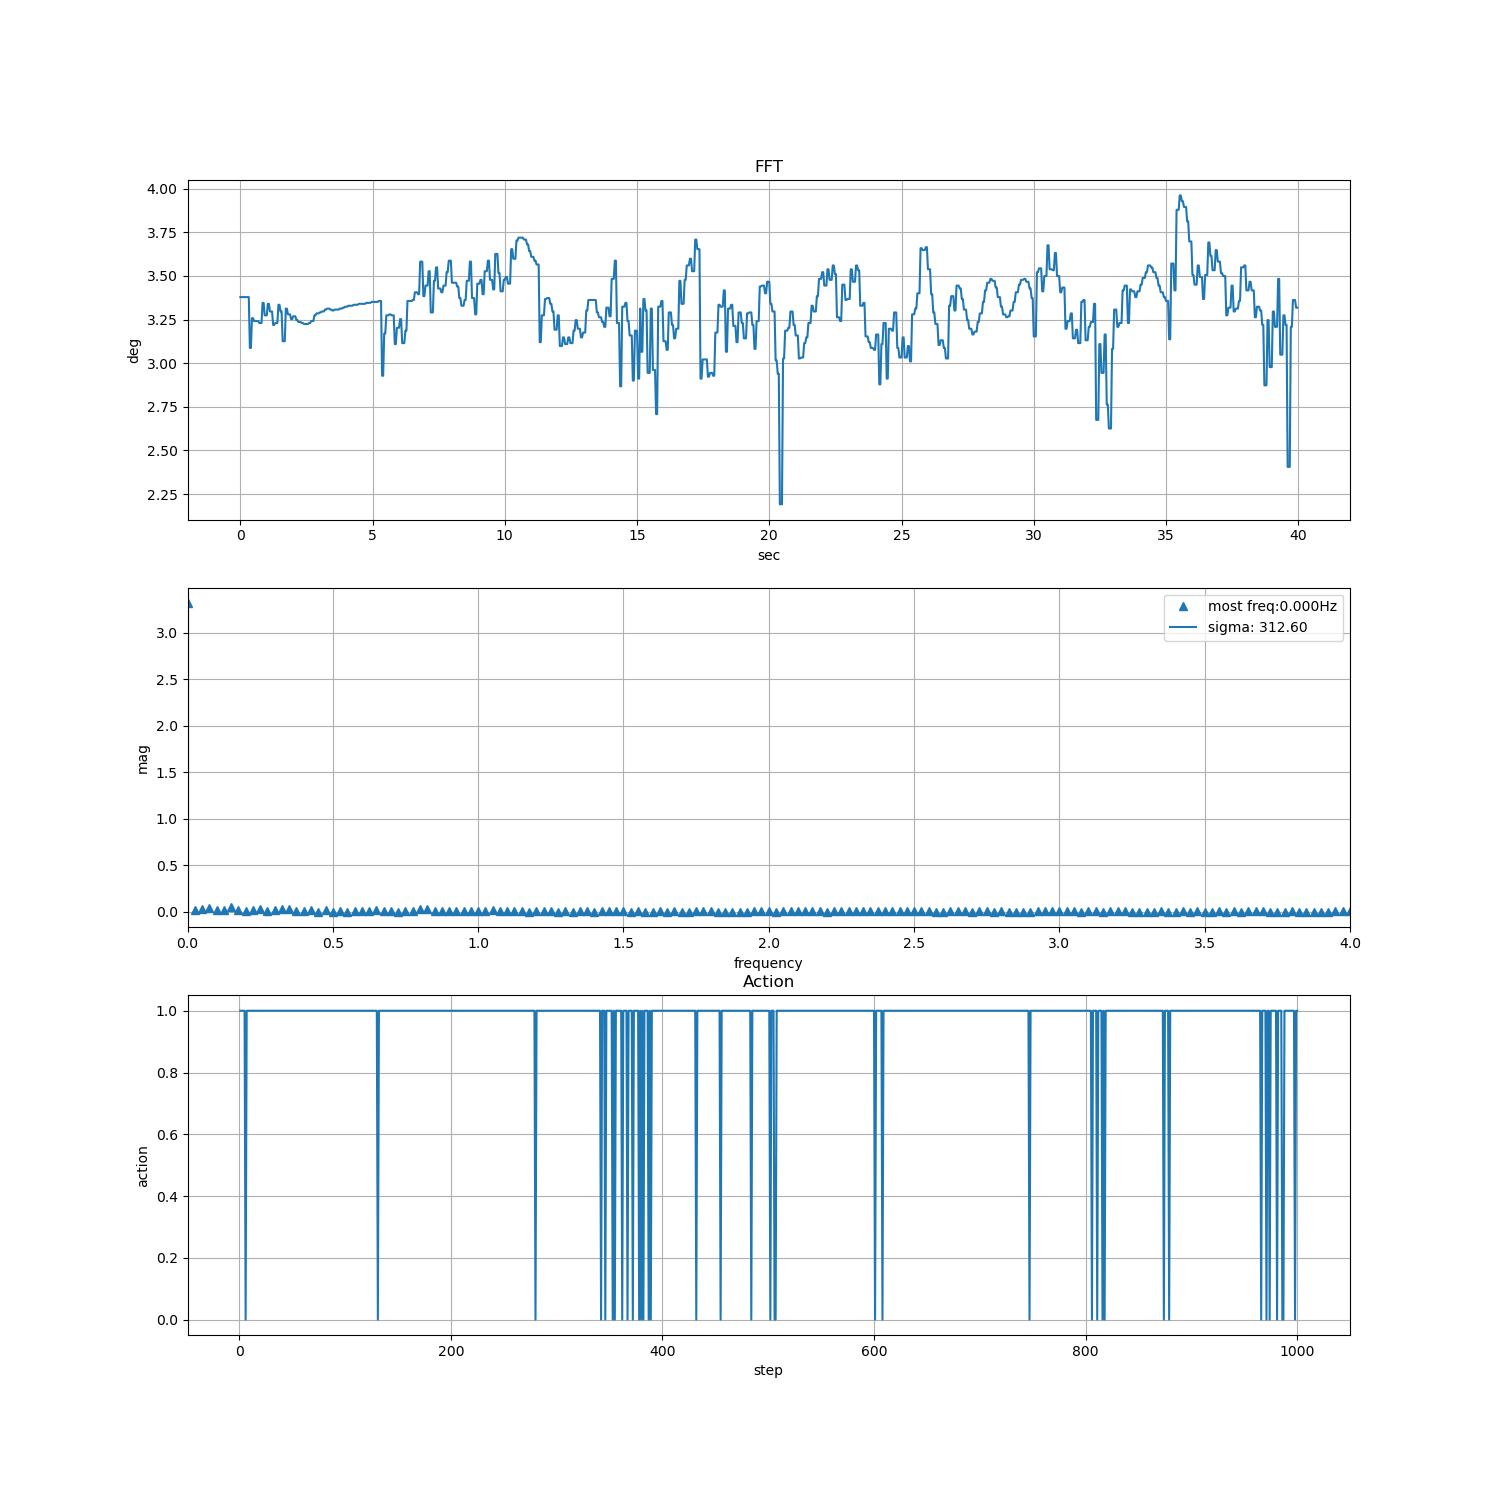 FFT
4.00
3.75
3.50
3.25
3.00
2.75
2.50
2.25
deg
0 5 10 15 20 25 30 35 40
sec
most freq:0.000Hz
sigma: 312.60
3.0
2.5
2.0
1.5
1.0
0.5
0.0
mag
0.0 0.5 1.0 1.5 2.0 2.5 3.0 3.5 4.0
frequency
Action
1.0
0.8
0.6
0.4
0.2
0.0
action
0 200 400 600 800 1000
step